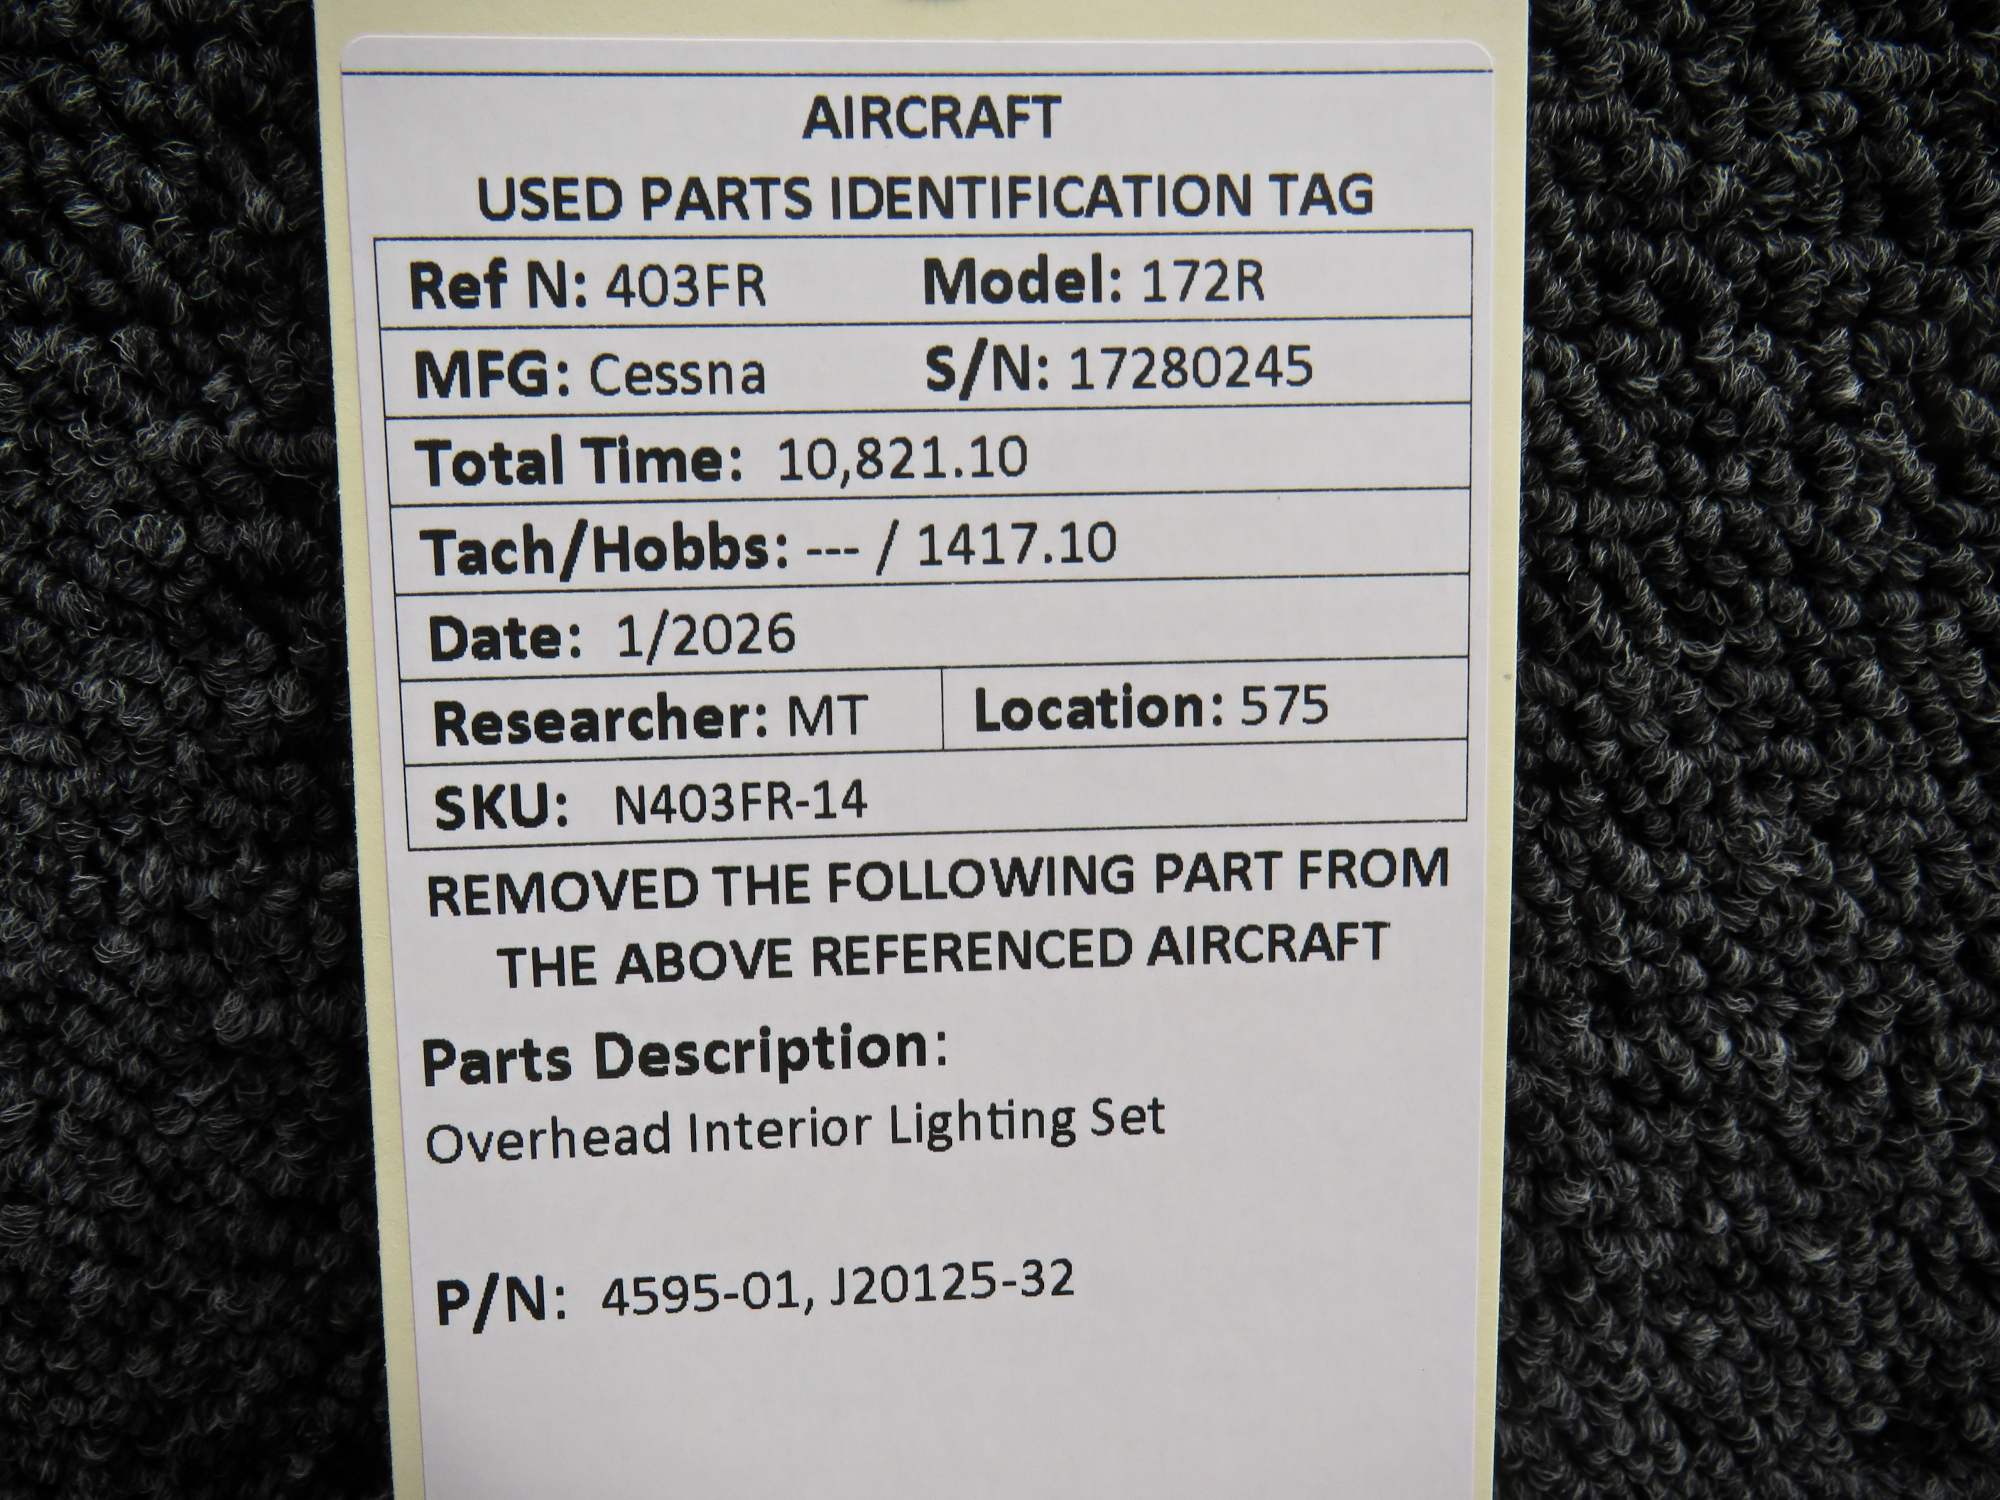 AIRCRAFT
USED PARTS IDENTIFICATION TAG
Ref N: 403FR Model: 172R
MFG: Cessna S/N: 17280245
Total Time: 10,821.10
Tach/Hobbs: --- / 1417.10
Date: 1/2026
Researcher: MT Location: 575
SKU: N403FR-14
REMOVED THE FOLLOWING PART FROM
THE ABOVE REFERENCED AIRCRAFT
Parts Description:
Overhead Interior Lighting Set
P/N: 4595-01, J20125-32